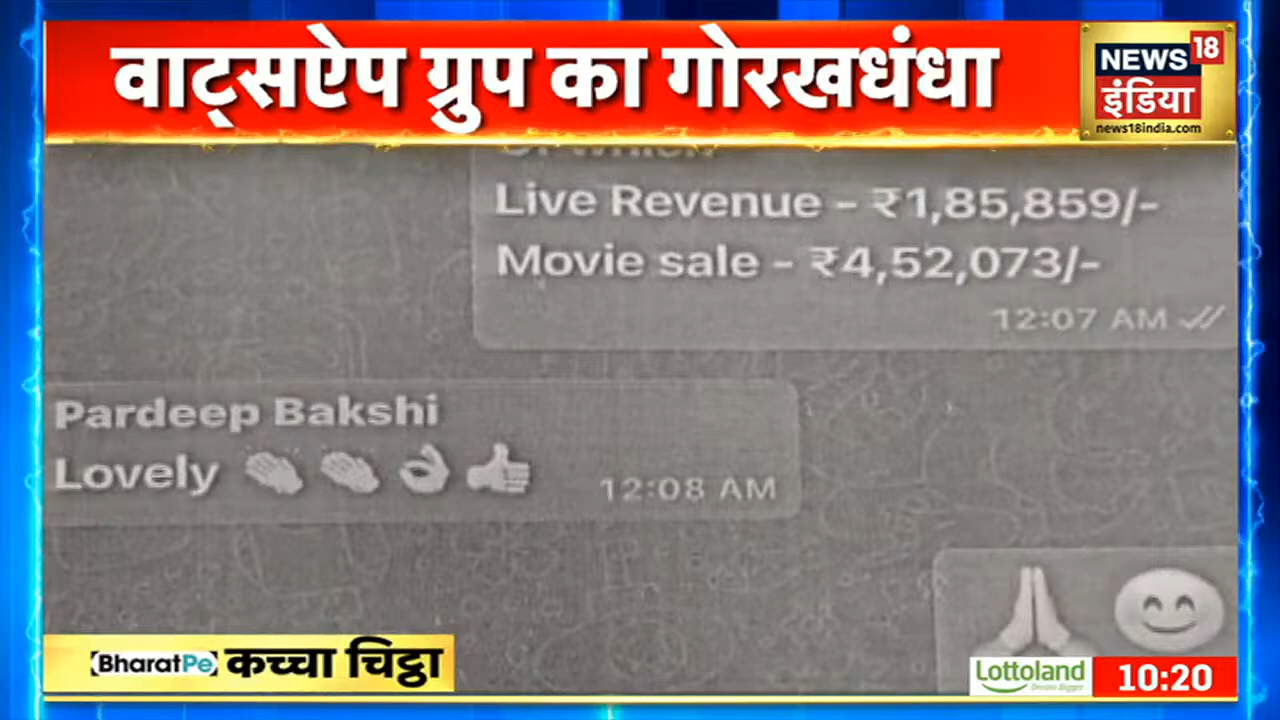 वाट्सऐप ग्रुप का गोरखधंधा
NEWS 18
इंडिया
news18india.com
Live Revenue - ₹1,85,859/-
Movie sale - ₹4,52,073/-
12:07 AM
Pardeep Bakshi
Lovely 👏 👏 👌 👍
12:08 AM
🙏 😊
BharatPe कच्चा चिट्ठा
Lottoland
10:20